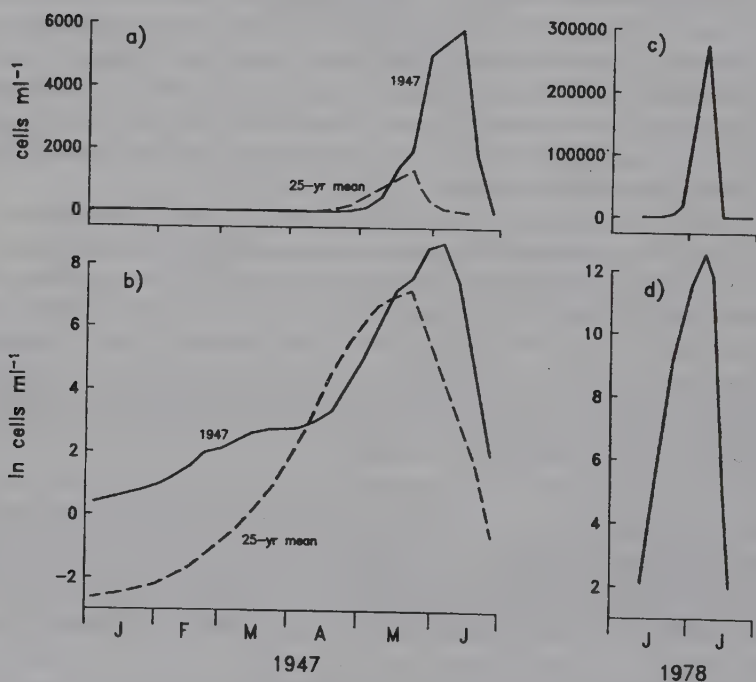 a)
6000
4000
2000
0
cells ml⁻¹
1947
25-yr mean
b)
8
6
4
2
0
−2
ln cells ml⁻¹
1947
25-yr mean
J F M A M J
1947
c)
300000
200000
100000
0
d)
12
10
8
6
4
2
J J
1978